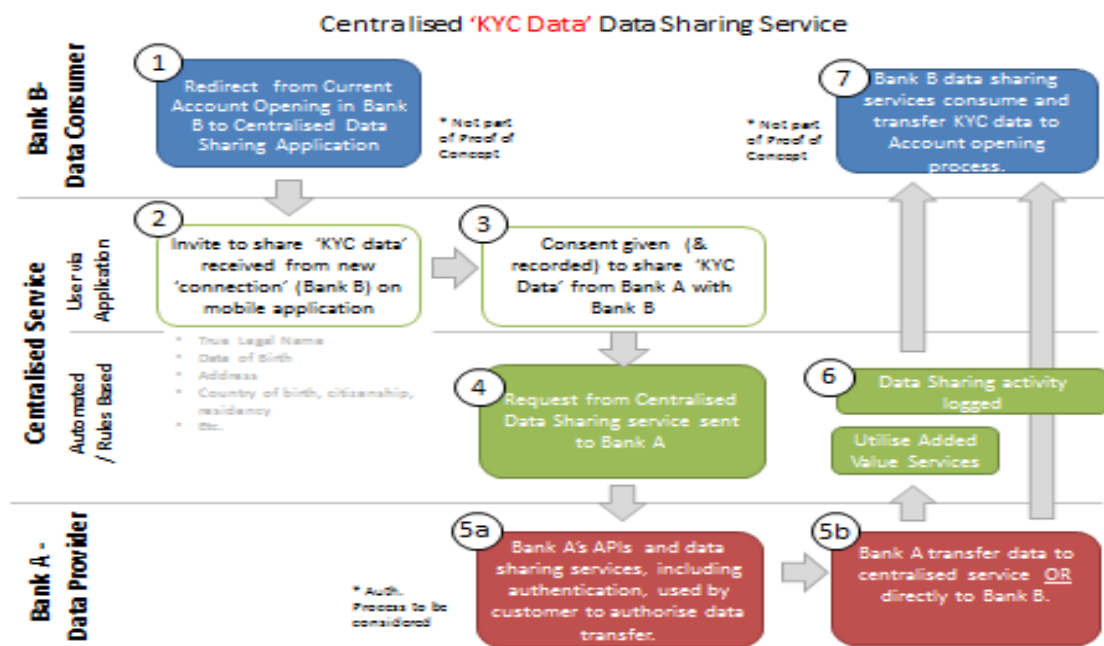 Centralised ‘KYC Data’ Data Sharing Service
Bank B-
Data Consumer
1
Redirect from Current
Account Opening in Bank
B to Centralised Data
Sharing Application
* Not part
of Proof of
Concept
* Not part
of Proof of
Concept
7
Bank B data sharing
services consume and
transfer KYC data to
Account opening
process.
Centralised Service
User via
Application
2
Invite to share ‘KYC data’
received from new
‘connection’ (Bank B) on
mobile application
3
Consent given (&
recorded) to share ‘KYC
Data’ from Bank A with
Bank B
Automated
/ Rules Based
• True Legal Name
• Date of Birth
• Address
• Country of birth, citizenship,
residency
• Etc.
4
Request from Centralised
Data Sharing service sent
to Bank A
6
Data Sharing activity
logged
Utilise Added
Value Services
Bank A -
Data Provider
* Auth.
Process to be
considered
5a
Bank A’s APIs and data
sharing services, including
authentication, used by
customer to authorise data
transfer.
5b
Bank A transfer data to
centralised service OR
directly to Bank B.